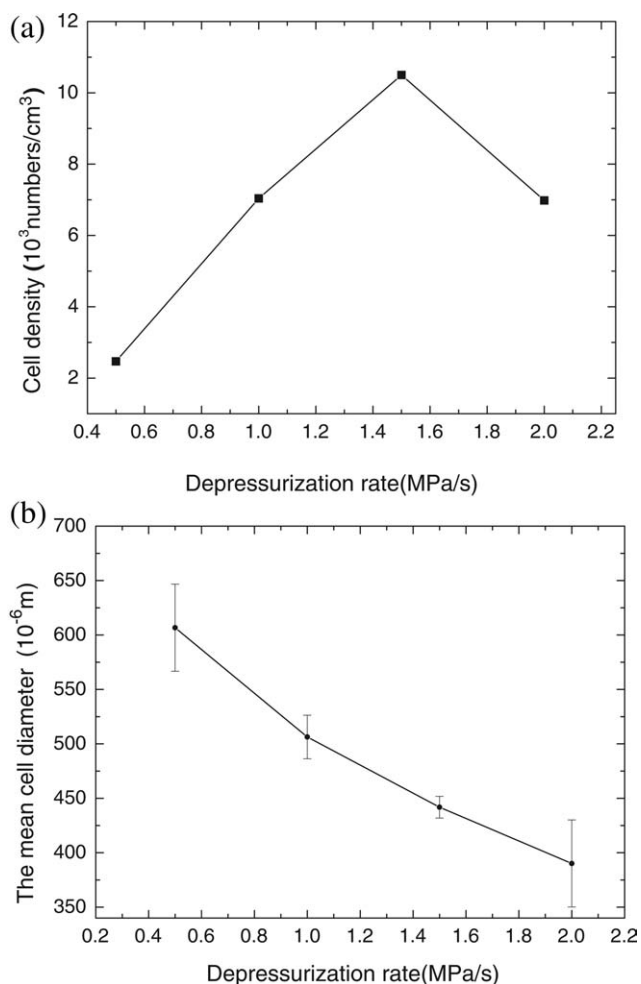 (a)
12
10
8
6
4
2
0.4 0.6 0.8 1.0 1.2 1.4 1.6 1.8 2.0 2.2
Cell density (10³numbers/cm³)
Depressurization rate(MPa/s)
(b)
700
650
600
550
500
450
400
350
0.2 0.4 0.6 0.8 1.0 1.2 1.4 1.6 1.8 2.0 2.2
The mean cell diameter (10⁻⁶m)
Depressurization rate(MPa/s)